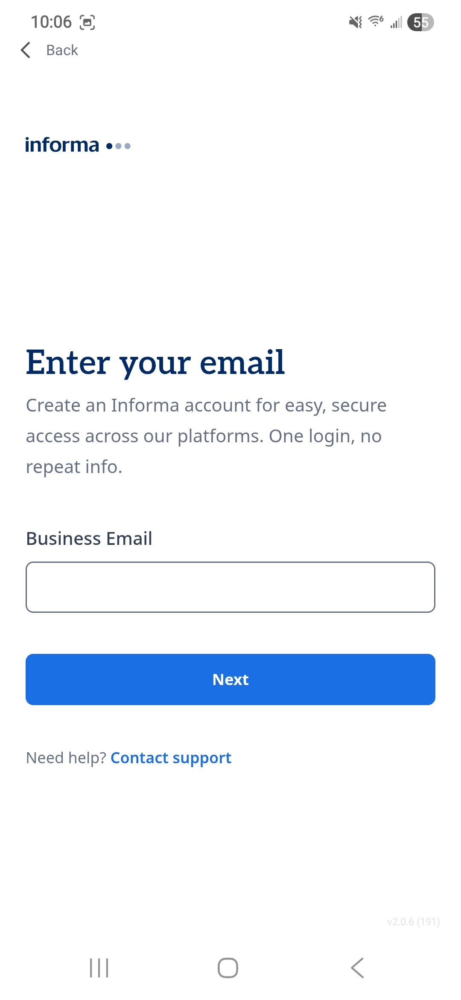 10:06
6
55
Back
informa
Enter your email
Create an Informa account for easy, secure
access across our platforms. One login, no
repeat info.
Business Email
Next
Need help? Contact support
v2.0.6 (191)